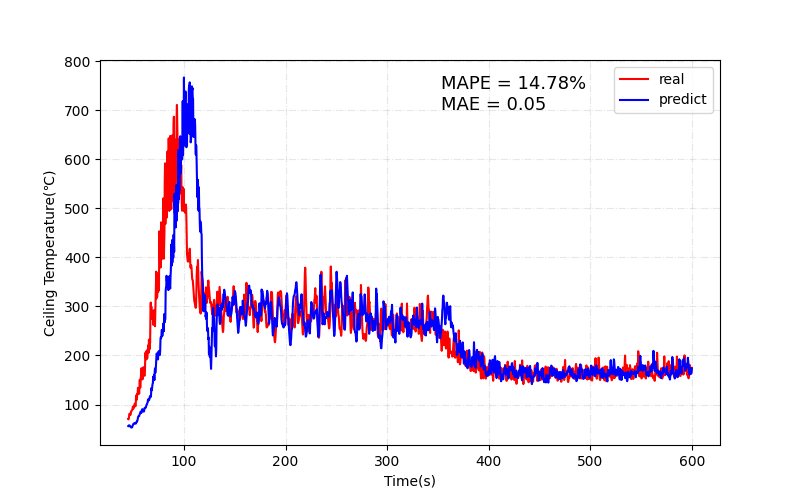 MAPE = 14.78%
MAE = 0.05
real
predict
Ceiling Temperature(℃)
800
700
600
500
400
300
200
100
100 200 300 400 500 600
Time(s)